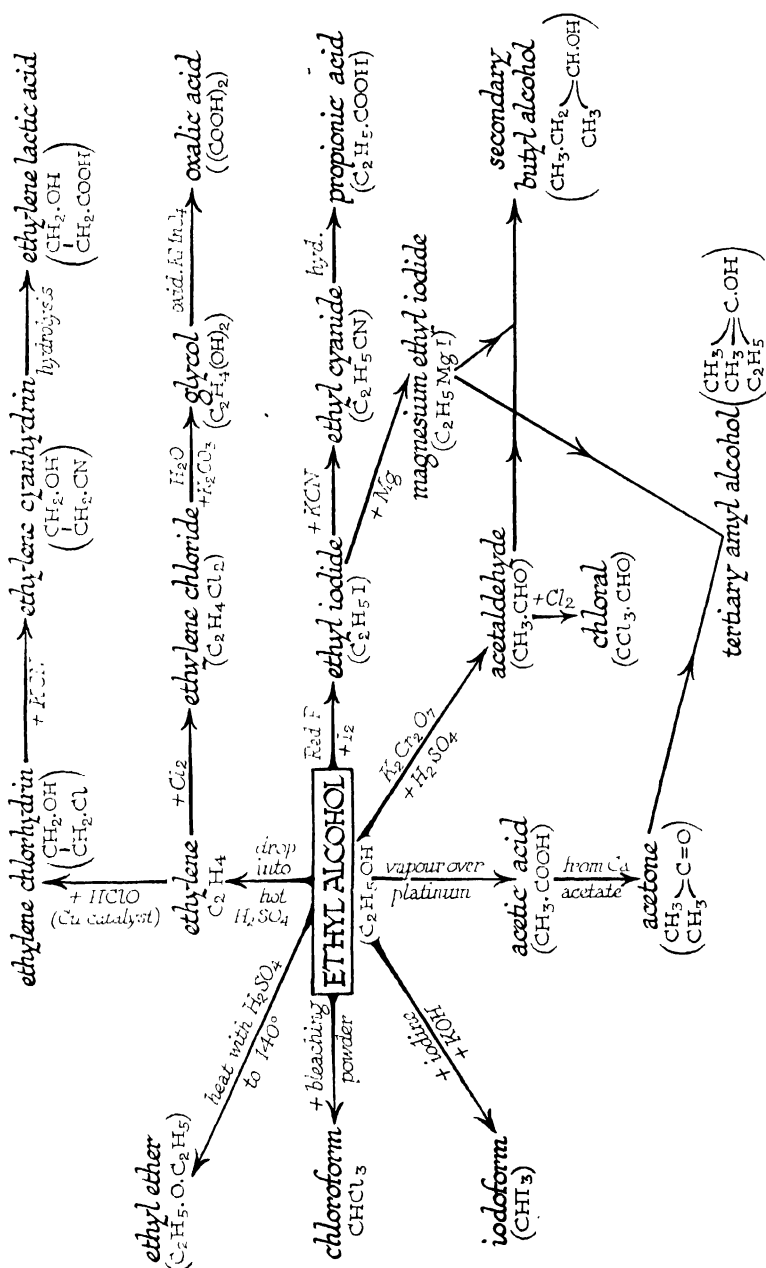 ethylene chlorhydrin
(CH2.OH
CH2.Cl)
+ KCN
ethylene cyanhydrin
(CH2.OH
CH2.CN)
hydrolysis
ethylene lactic acid
(CH2.OH
CH2.COOH)
+ HClO
(Cu catalyst)
ethylene
C2H4
+ Cl2
ethylene chloride
(C2H4Cl2)
H2O
+K2CO3
glycol
(C2H4(OH)2)
acid.KMnO4
oxalic acid
((COOH)2)
ethyl ether
(C2H5.O.C2H5)
heat with H2SO4
to 140°
drop
into
hot
H2SO4
ETHYL ALCOHOL
(C2H5.OH)
Red P
+I2
ethyl iodide
(C2H5I)
+ KCN
ethyl cyanide
(C2H5CN)
hyd.
propionic acid
(C2H5.COOH)
chloroform
CHCl3
+ bleaching
powder
+ Mg
magnesium ethyl iodide
(C2H5Mg I)
K2Cr2O7
+ H2SO4
acetaldehyde
(CH3.CHO)
+Cl2
chloral
(CCl3.CHO)
secondary
butyl alcohol
(CH3.CH2
CH3
CH.OH)
iodoform
(CHI3)
+ iodine
+ KOH
vapour over
platinum
acetic acid
(CH3.COOH)
from Ca
acetate
acetone
(CH3
CH3
C=O)
tertiary amyl alcohol
(CH3
CH3
C2H5
C.OH)